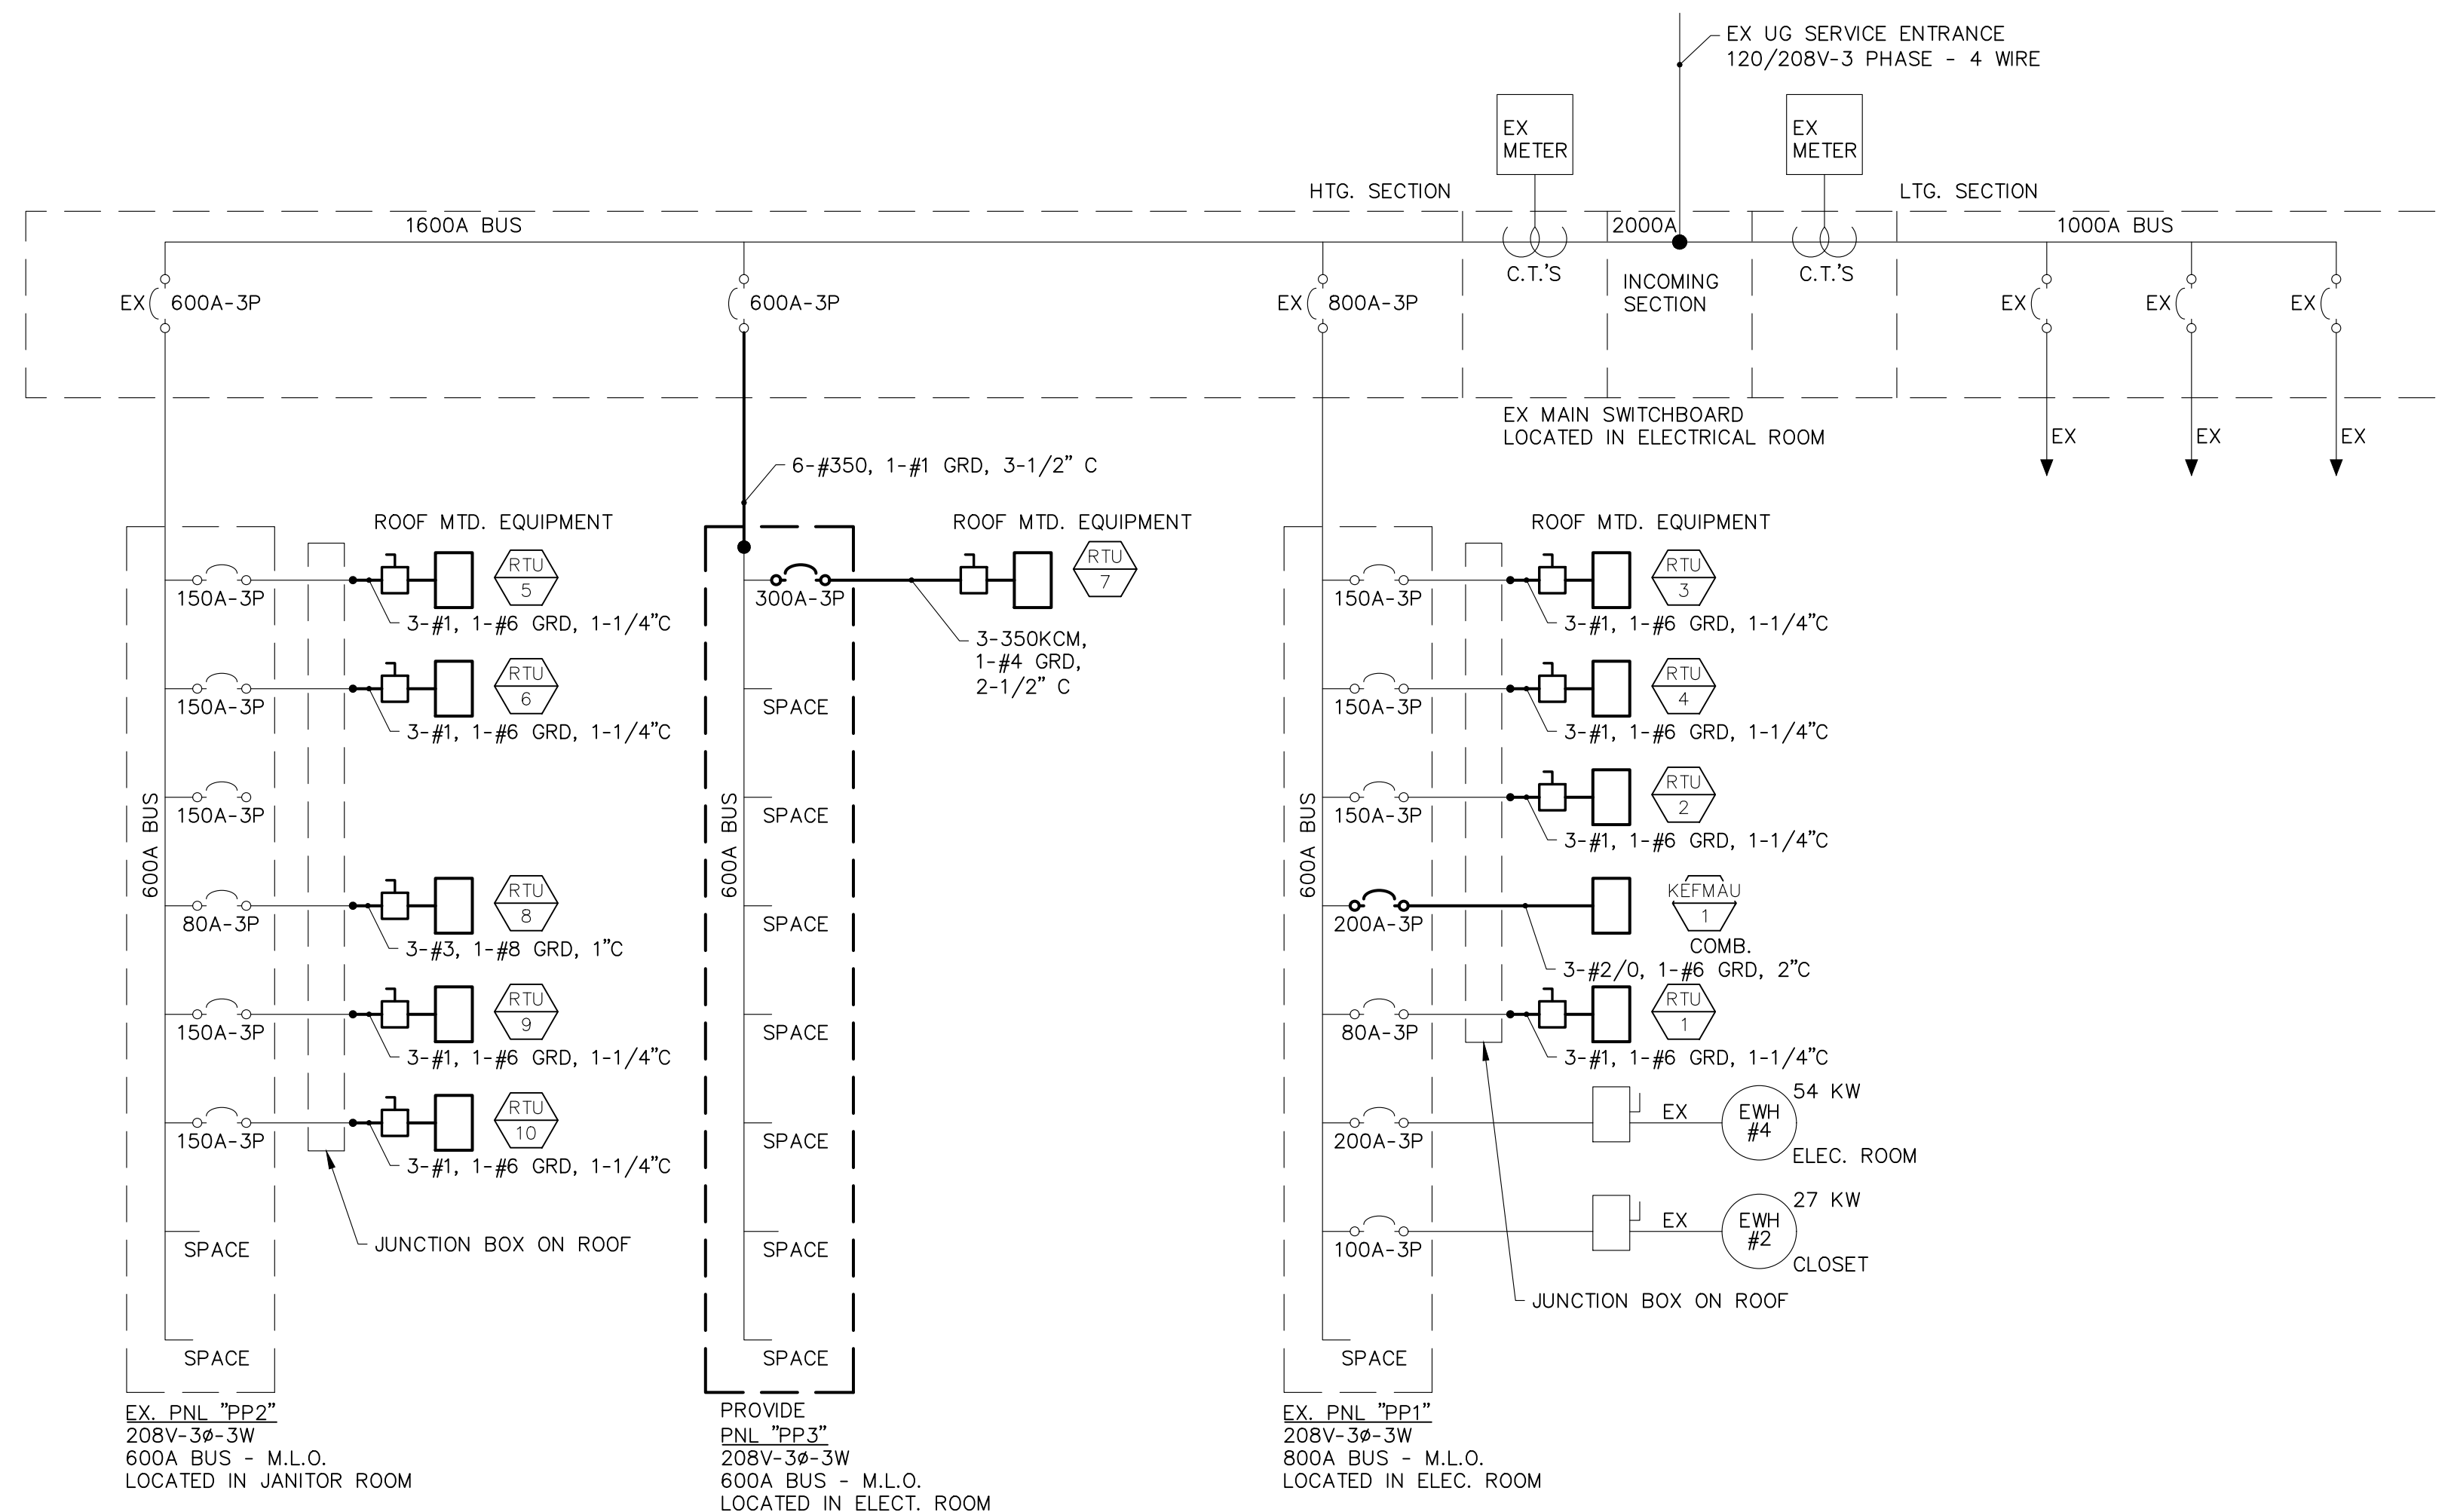 EX UG SERVICE ENTRANCE
120/208V-3 PHASE - 4 WIRE
EX
METER
EX
METER
HTG. SECTION
LTG. SECTION
1600A BUS
2000A
1000A BUS
C.T.'S
C.T.'S
INCOMING
SECTION
EX
600A-3P
600A-3P
EX
800A-3P
EX
EX
EX
EX MAIN SWITCHBOARD
LOCATED IN ELECTRICAL ROOM
EX
EX
EX
6-#350, 1-#1 GRD, 3-1/2" C
ROOF MTD. EQUIPMENT
150A-3P
RTU
5
3-#1, 1-#6 GRD, 1-1/4"C
150A-3P
RTU
6
3-#1, 1-#6 GRD, 1-1/4"C
150A-3P
600A BUS
80A-3P
RTU
8
3-#3, 1-#8 GRD, 1"C
150A-3P
RTU
9
3-#1, 1-#6 GRD, 1-1/4"C
150A-3P
RTU
10
3-#1, 1-#6 GRD, 1-1/4"C
SPACE
JUNCTION BOX ON ROOF
SPACE
EX. PNL "PP2"
208V-3ø-3W
600A BUS - M.L.O.
LOCATED IN JANITOR ROOM
ROOF MTD. EQUIPMENT
300A-3P
RTU
7
3-350KCM,
1-#4 GRD,
2-1/2" C
SPACE
SPACE
600A BUS
SPACE
SPACE
SPACE
SPACE
SPACE
PROVIDE
PNL "PP3"
208V-3ø-3W
600A BUS - M.L.O.
LOCATED IN ELECT. ROOM
ROOF MTD. EQUIPMENT
150A-3P
RTU
3
3-#1, 1-#6 GRD, 1-1/4"C
150A-3P
RTU
4
3-#1, 1-#6 GRD, 1-1/4"C
150A-3P
RTU
2
3-#1, 1-#6 GRD, 1-1/4"C
600A BUS
200A-3P
KEFMAU
1
COMB.
3-#2/0, 1-#6 GRD, 2"C
80A-3P
RTU
1
3-#1, 1-#6 GRD, 1-1/4"C
200A-3P
EX
EWH
#4
54 KW
ELEC. ROOM
100A-3P
EX
EWH
#2
27 KW
CLOSET
JUNCTION BOX ON ROOF
SPACE
EX. PNL "PP1"
208V-3ø-3W
800A BUS - M.L.O.
LOCATED IN ELEC. ROOM